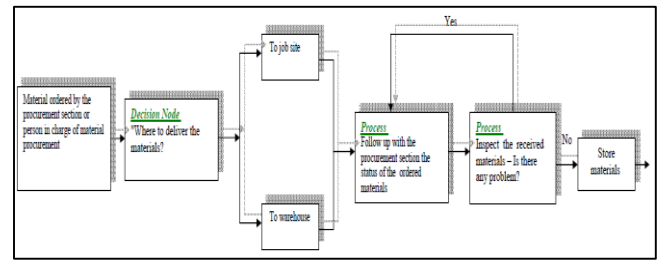 Yes
To job site
Material ordered by the
procurement section or
person in charge of material
procurement
Decision Node
"Where to deliver the
materials?
Process
Follow up with the
procurement section the
status of the ordered
materials
Process
Inspect the received
materials – Is there
any problem?
No
Store
materials
To warehouse